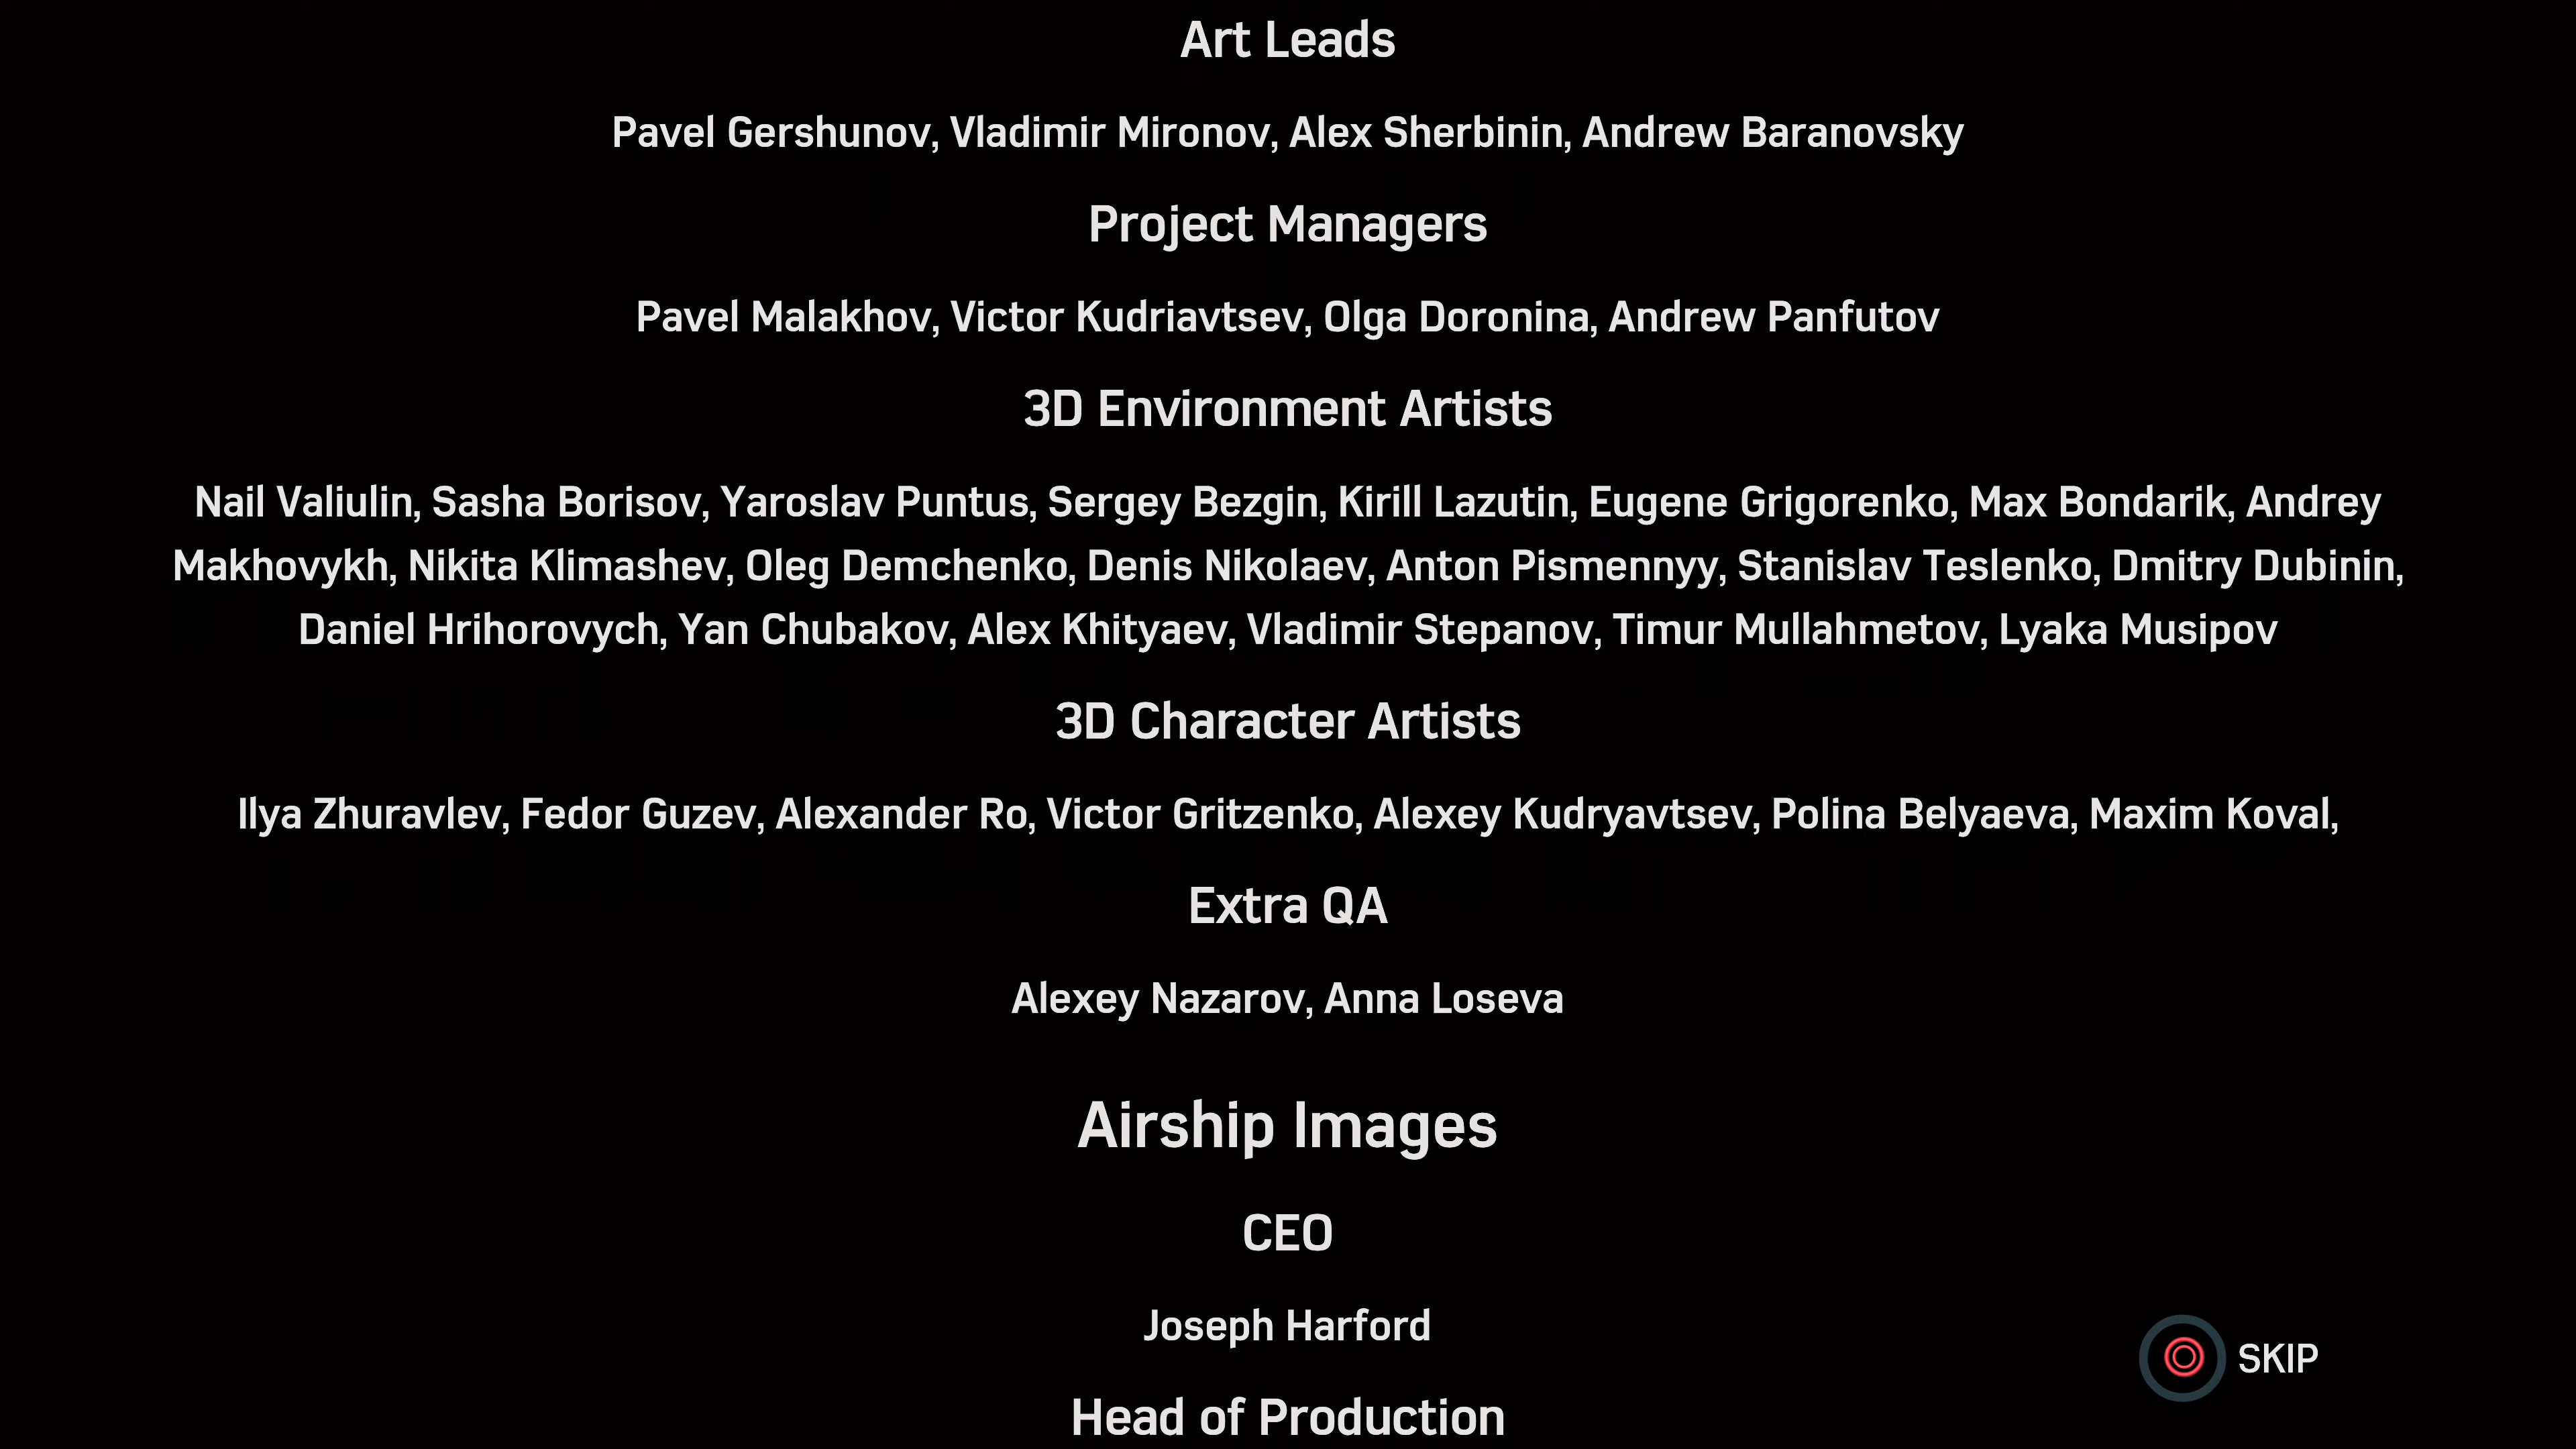 Art Leads
Pavel Gershunov, Vladimir Mironov, Alex Sherbinin, Andrew Baranovsky
Project Managers
Pavel Malakhov, Victor Kudriavtsev, Olga Doronina, Andrew Panfutov
3D Environment Artists
Nail Valiulin, Sasha Borisov, Yaroslav Puntus, Sergey Bezgin, Kirill Lazutin, Eugene Grigorenko, Max Bondarik, Andrey
Makhovykh, Nikita Klimashev, Oleg Demchenko, Denis Nikolaev, Anton Pismennyy, Stanislav Teslenko, Dmitry Dubinin,
Daniel Hrihorovych, Yan Chubakov, Alex Khityaev, Vladimir Stepanov, Timur Mullahmetov, Lyaka Musipov
3D Character Artists
Ilya Zhuravlev, Fedor Guzev, Alexander Ro, Victor Gritzenko, Alexey Kudryavtsev, Polina Belyaeva, Maxim Koval,
Extra QA
Alexey Nazarov, Anna Loseva
Airship Images
CEO
Joseph Harford
SKIP
Head of Production